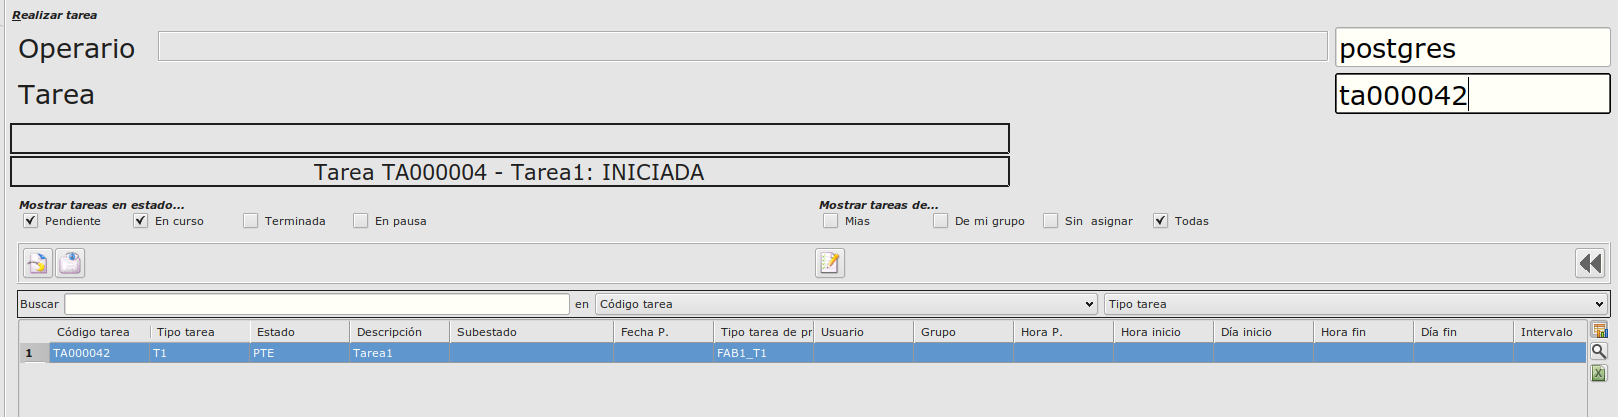 Realizar tarea
Operario postgres
Tarea ta000042
Tarea TA000004 - Tarea1: INICIADA
Mostrar tareas en estado... Mostrar tareas de...
Pendiente En curso Terminada En pausa Mias De mi grupo Sin asignar Todas
Buscar en Código tarea Tipo tarea
Código tarea Tipo tarea Estado Descripción Subestado Fecha P. Tipo tarea de pr Usuario Grupo Hora P. Hora inicio Día inicio Hora fin Día fin Intervalo
1 TA000042 T1 PTE Tarea1 FAB1_T1